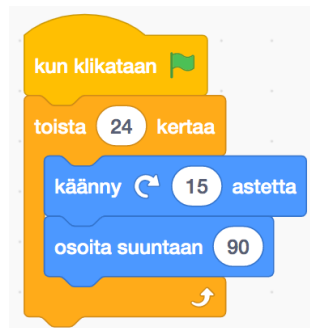 kun klikataan
toista 24 kertaa
käänny 15 astetta
osoita suuntaan 90